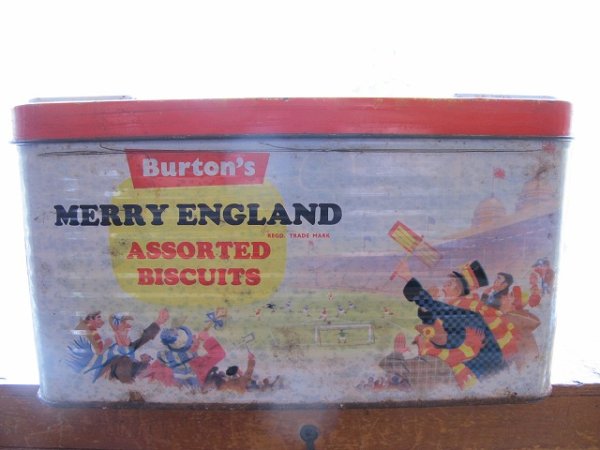 Burton's
MERRY ENGLAND
REGD. TRADE MARK
ASSORTED
BISCUITS